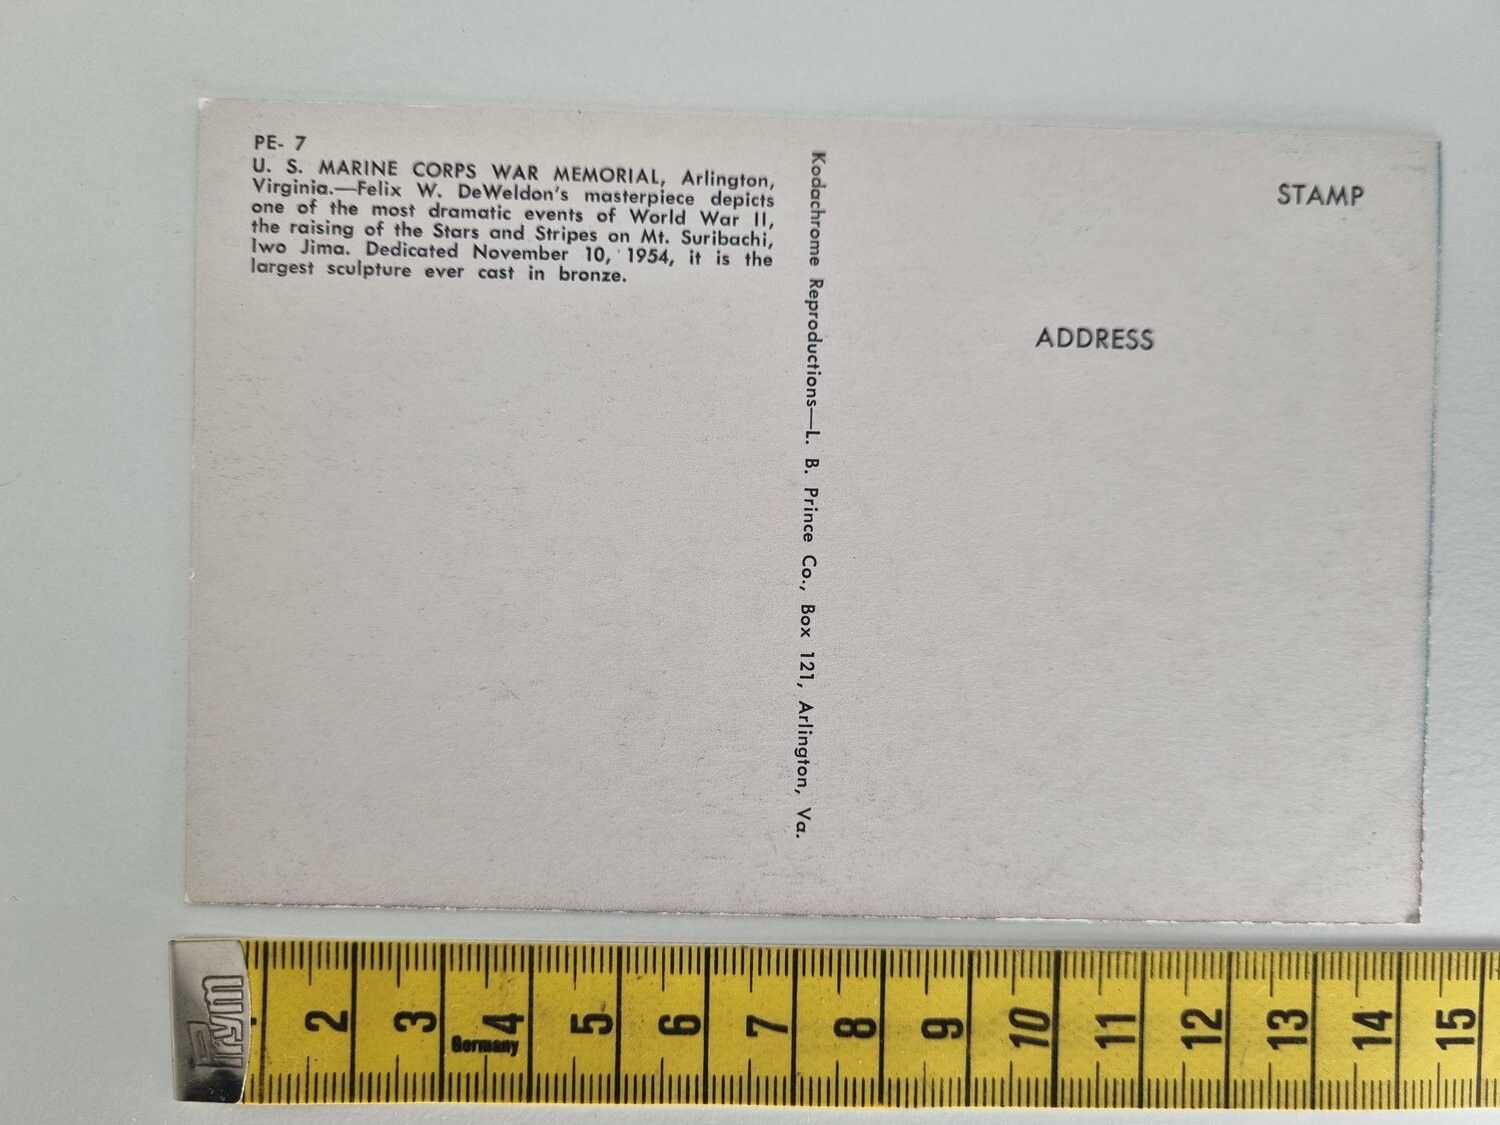 PE- 7
U. S. MARINE CORPS WAR MEMORIAL, Arlington,
Virginia.—Felix W. DeWeldon's masterpiece depicts
one of the most dramatic events of World War II,
the raising of the Stars and Stripes on Mt. Suribachi,
Iwo Jima. Dedicated November 10, 1954, it is the
largest sculpture ever cast in bronze.
Kodachrome Reproductions—L. B. Prince Co., Box 121, Arlington, Va.
STAMP
ADDRESS
Prym
2 3 4 5 6 7 8 9 10 11 12 13 14 15
Germany